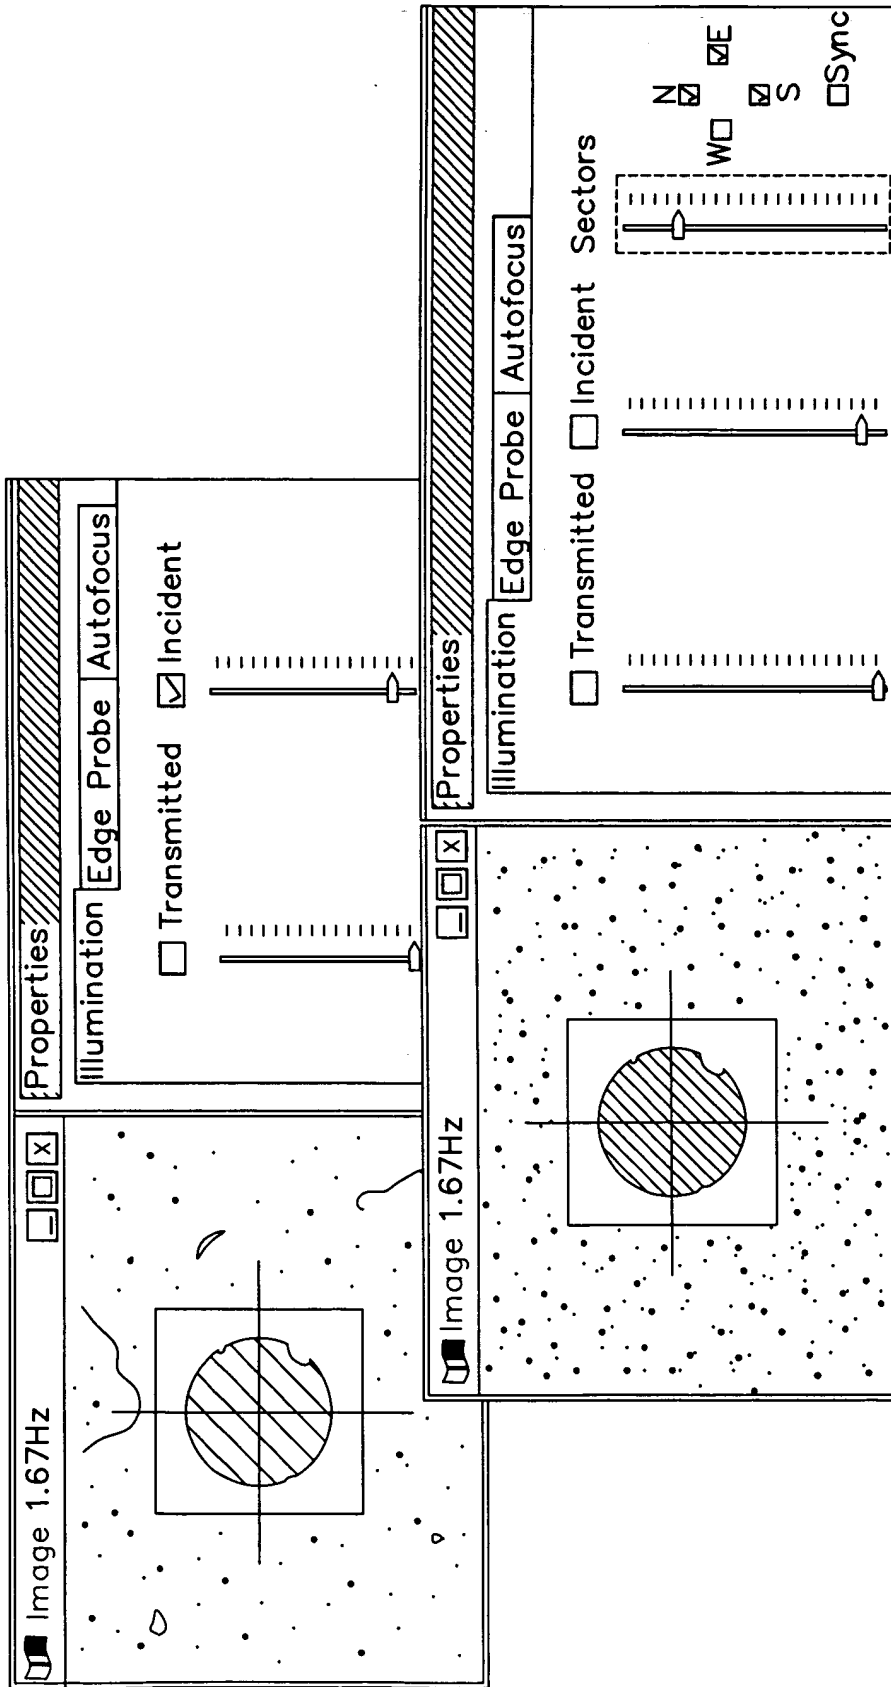 Image 1.67Hz
X
Properties
Illumination Edge Probe Autofocus
Transmitted Incident
Image 1.67Hz
X
Properties
Illumination Edge Probe Autofocus
Transmitted Incident Sectors
N
W E
S
Sync